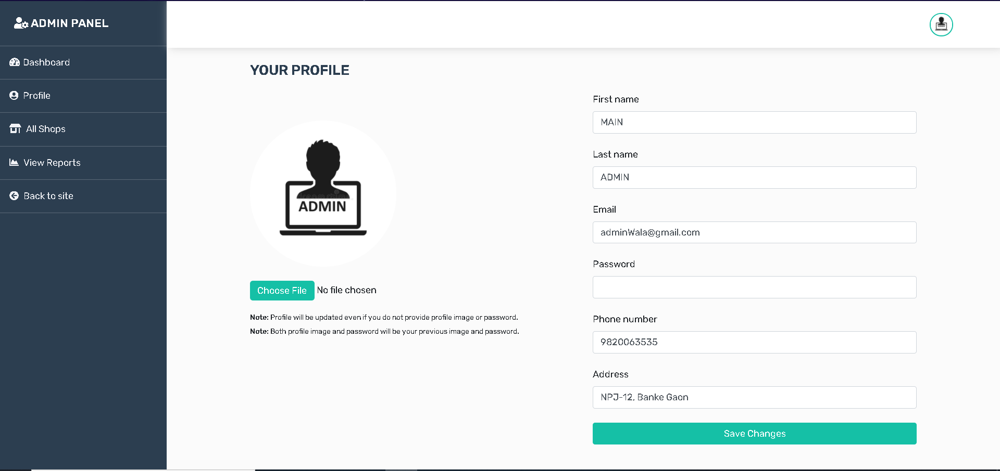 ADMIN PANEL
Dashboard
Profile
All Shops
View Reports
Back to site
YOUR PROFILE
ADMIN
Choose File No file chosen
Note: Profile will be updated even if you do not provide profile image or password.
Note: Both profile image and password will be your previous image and password.
First name
MAIN
Last name
ADMIN
Email
adminWala@gmail.com
Password
Phone number
9820063535
Address
NPJ-12, Banke Gaon
Save Changes